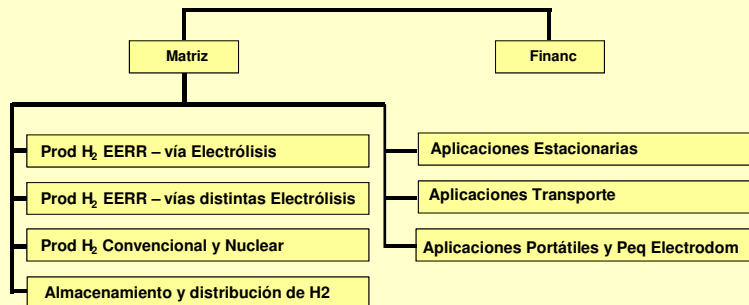 Matriz
Financ
Prod H₂ EERR – vía Electrólisis
Prod H₂ EERR – vías distintas Electrólisis
Prod H₂ Convencional y Nuclear
Almacenamiento y distribución de H2
Aplicaciones Estacionarias
Aplicaciones Transporte
Aplicaciones Portátiles y Peq Electrodom